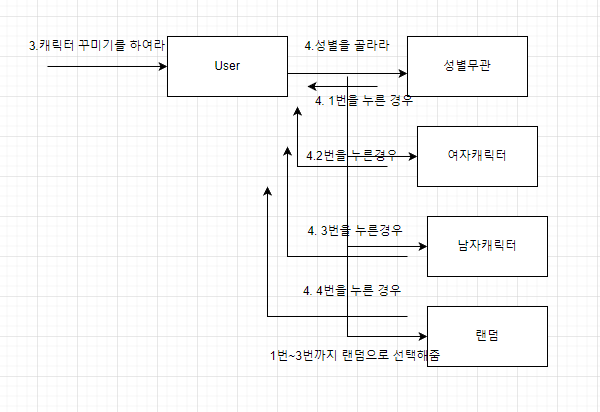 3.캐릭터 꾸미기를 하여라
User
4.성별을 골라라
성별무관
4. 1번을 누른 경우
4.2번을 누른경우
여자캐릭터
4. 3번을 누른경우
남자캐릭터
4. 4번을 누른 경우
랜덤
1번~3번까지 랜덤으로 선택해줌